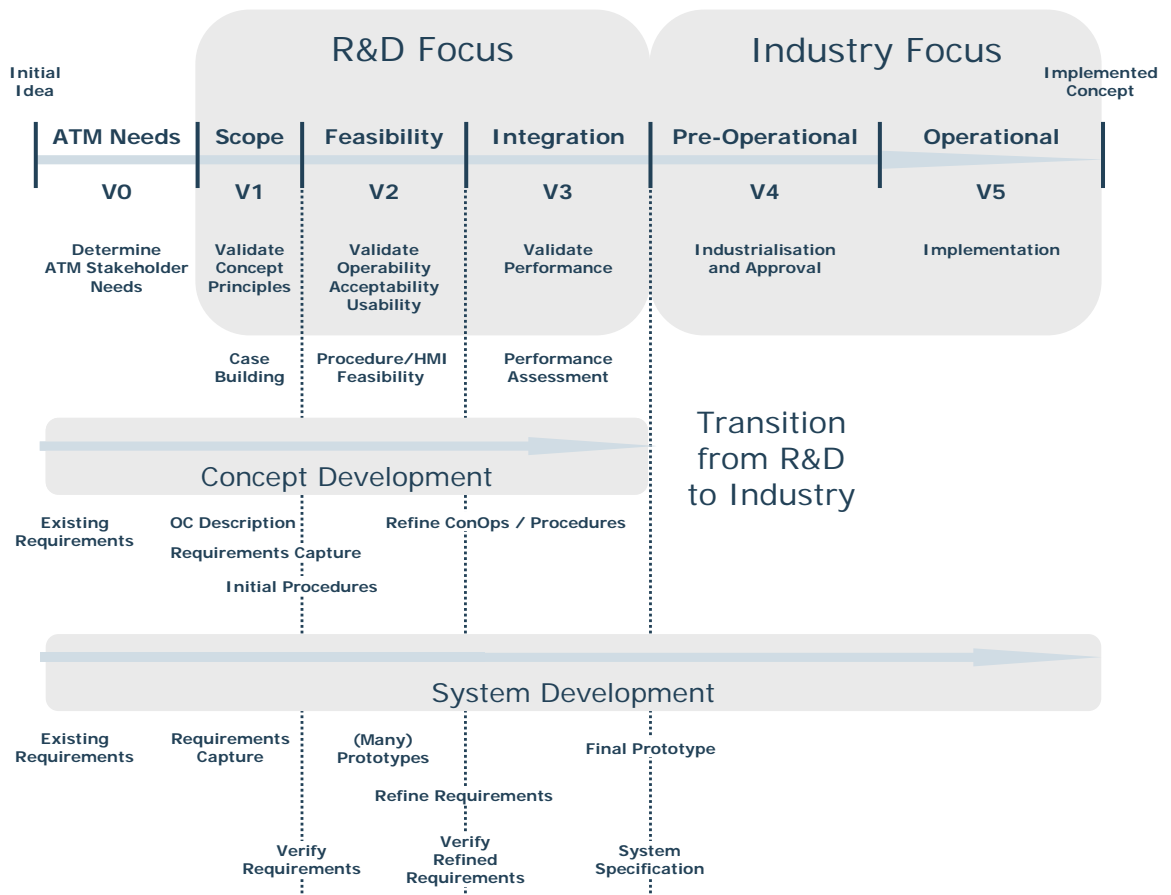 R&D Focus
Industry Focus
Initial
Idea
Implemented
Concept
ATM Needs
Scope
Feasibility
Integration
Pre-Operational
Operational
V0
V1
V2
V3
V4
V5
Determine
ATM Stakeholder
Needs
Validate
Concept
Principles
Validate
Operability
Acceptability
Usability
Validate
Performance
Industrialisation
and Approval
Implementation
Case
Building
Procedure/HMI
Feasibility
Performance
Assessment
Transition
from R&D
to Industry
Concept Development
Existing
Requirements
OC Description
Refine ConOps / Procedures
Requirements Capture
Initial Procedures
System Development
Existing
Requirements
Requirements
Capture
(Many)
Prototypes
Final Prototype
Refine Requirements
Verify
Requirements
Verify
Refined
Requirements
System
Specification